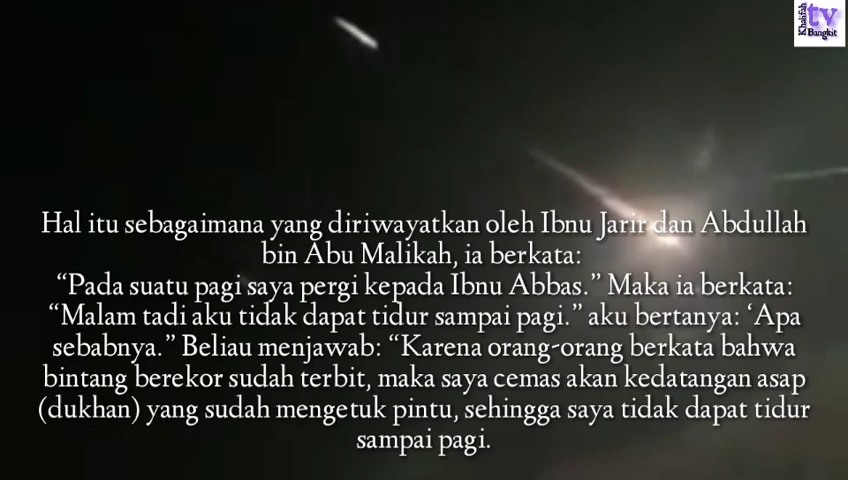 Khalifah
tv
Bangkit
Hal itu sebagaimana yang diriwayatkan oleh Ibnu Jarir dan Abdullah
bin Abu Malikah, ia berkata:
“Pada suatu pagi saya pergi kepada Ibnu Abbas.” Maka ia berkata:
“Malam tadi aku tidak dapat tidur sampai pagi.” aku bertanya: ‘Apa
sebabnya.” Beliau menjawab: “Karena orang-orang berkata bahwa
bintang berekor sudah terbit, maka saya cemas akan kedatangan asap
(dukhan) yang sudah mengetuk pintu, sehingga saya tidak dapat tidur
sampai pagi.